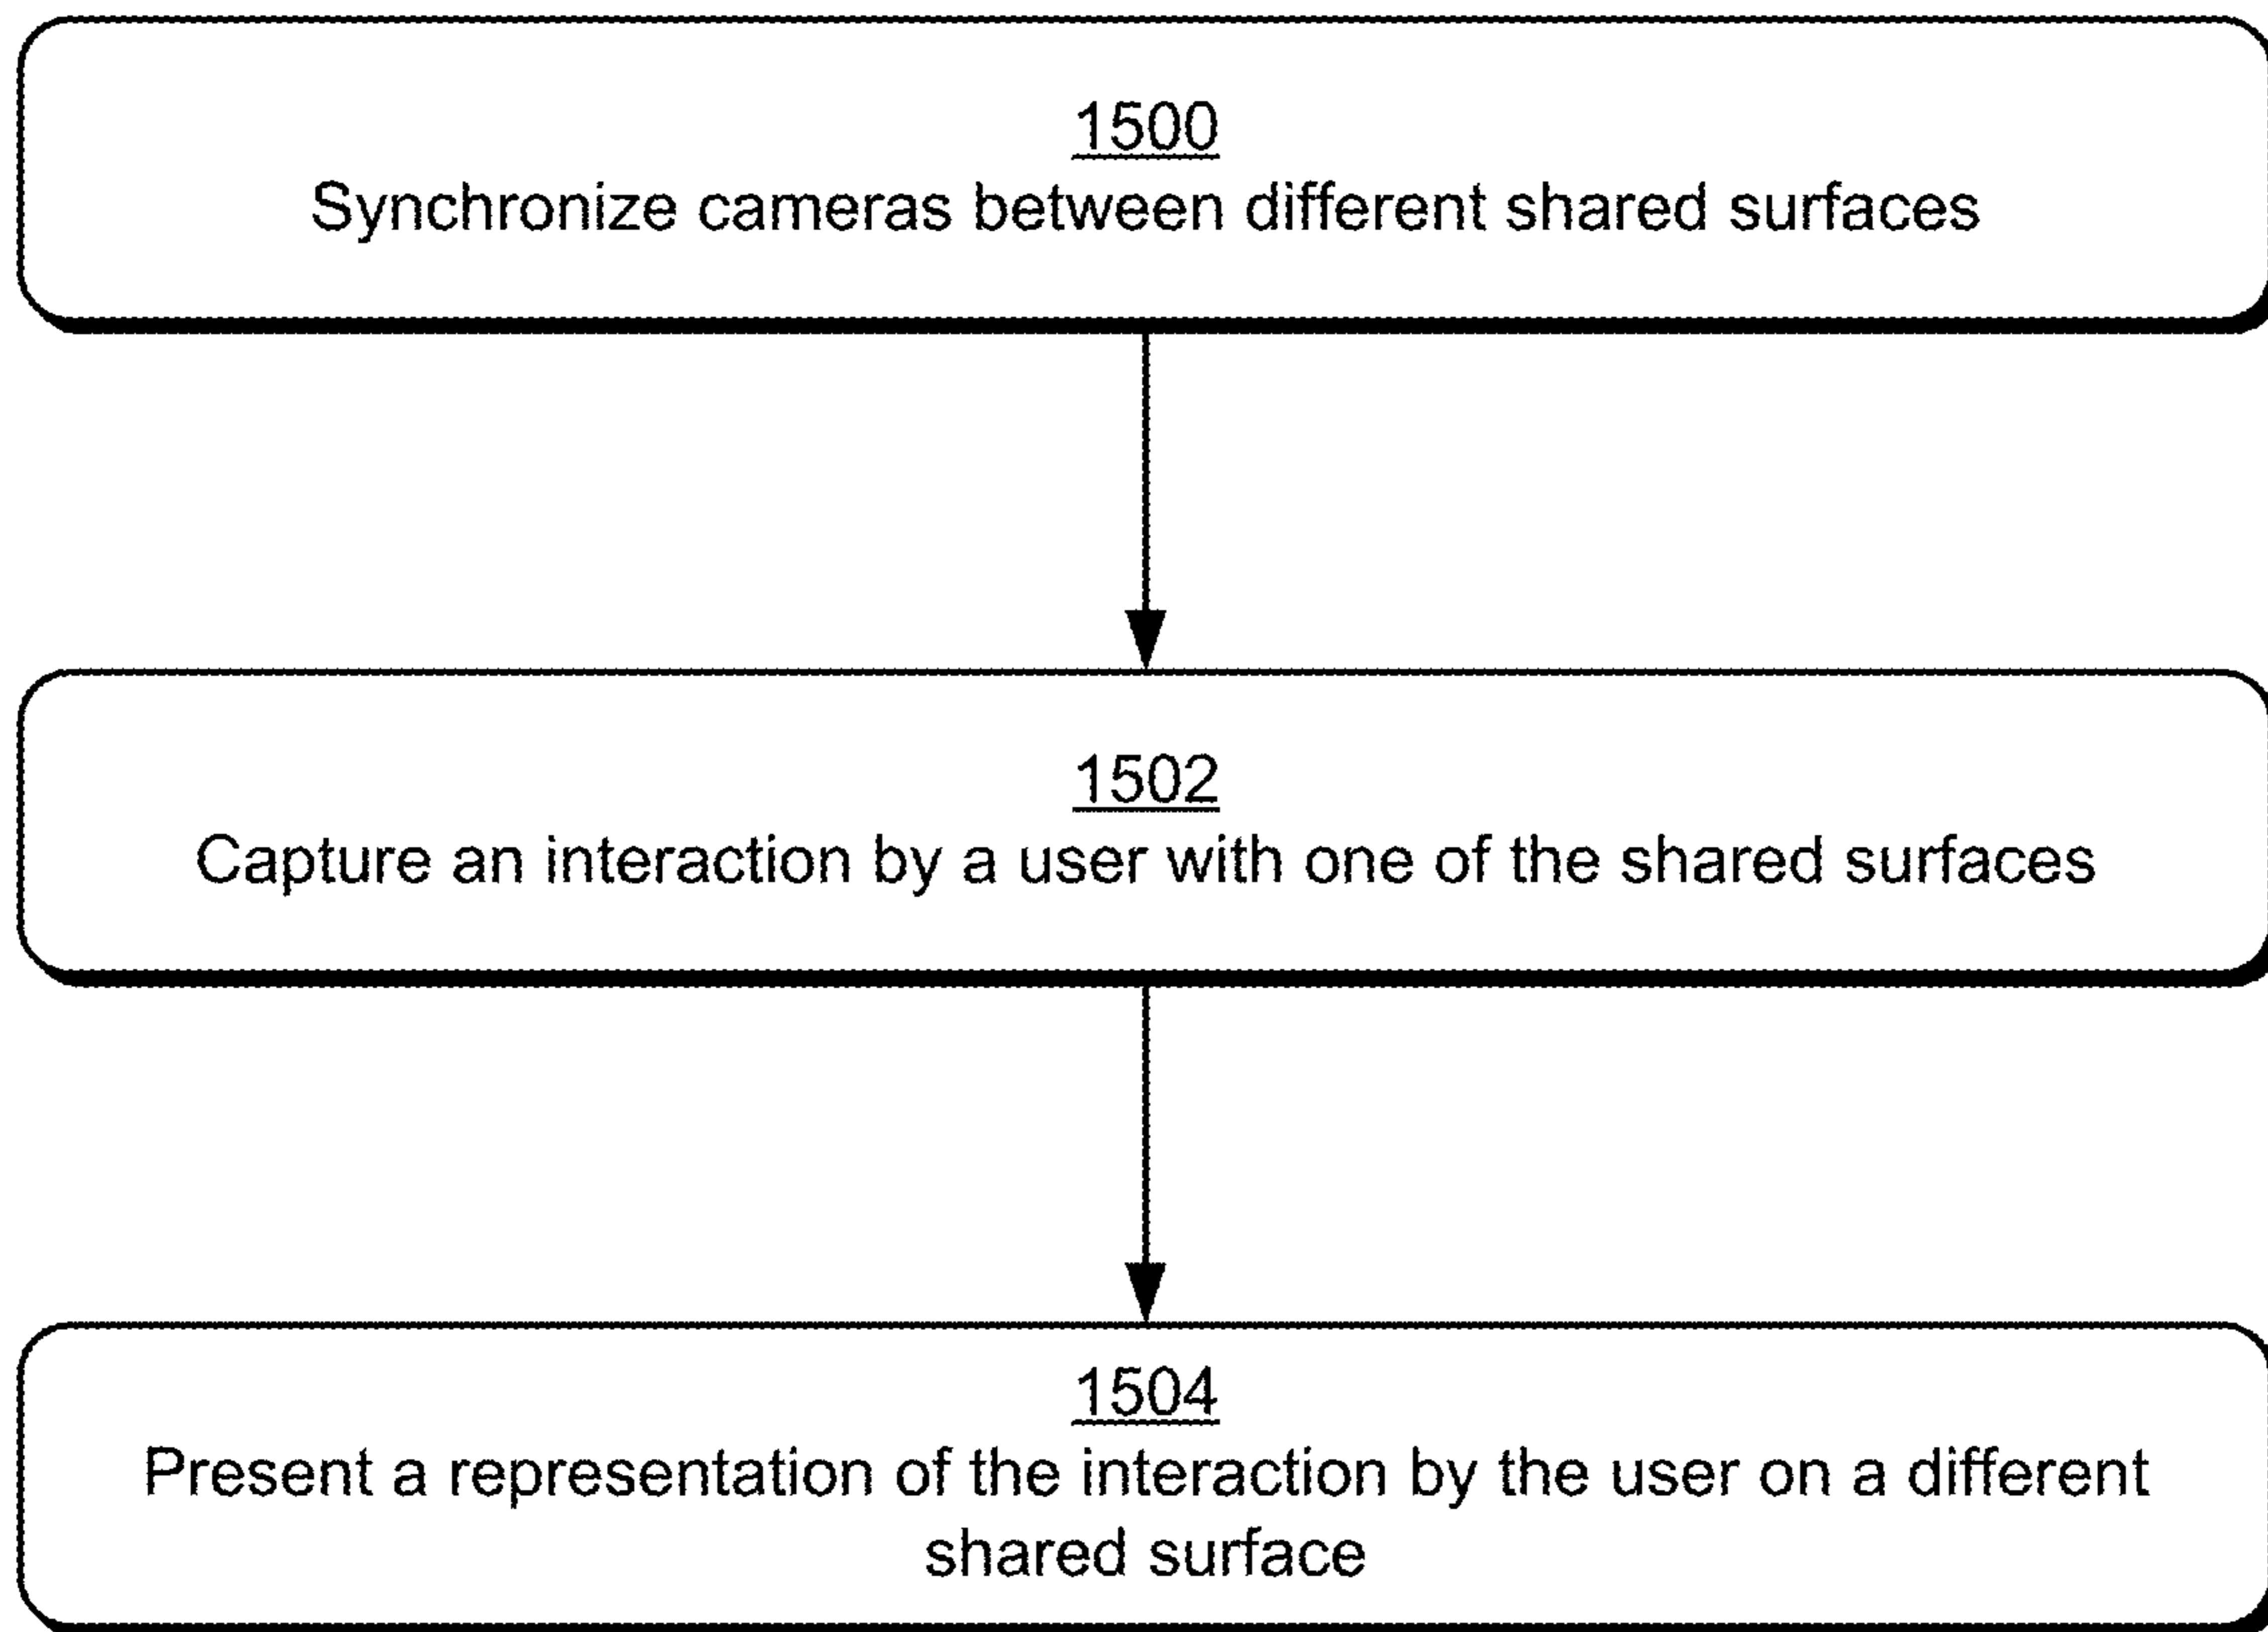 1500
Synchronize cameras between different shared surfaces
1502
Capture an interaction by a user with one of the shared surfaces
1504
Present a representation of the interaction by the user on a different
shared surface